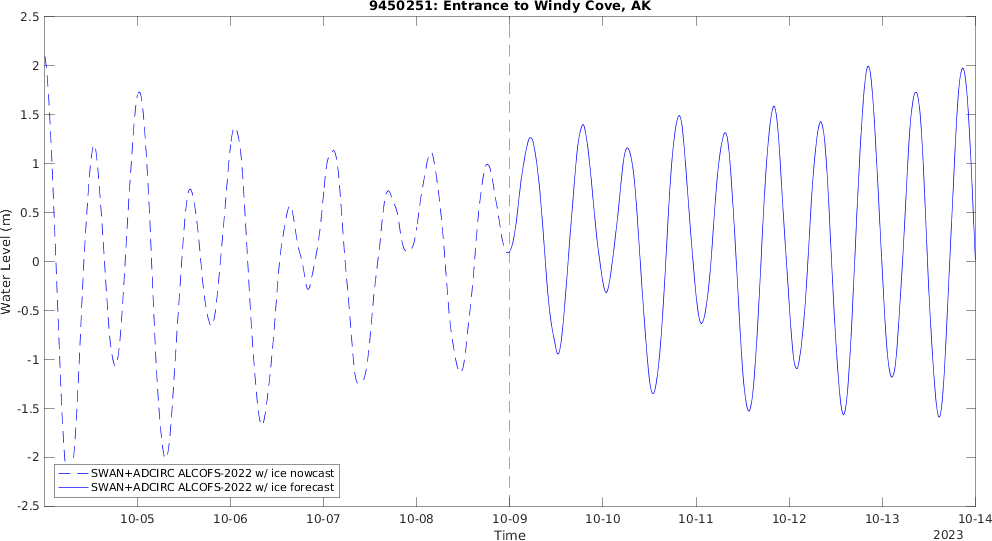 9450251: Entrance to Windy Cove, AK
2.5
2
1.5
1
0.5
0
-0.5
-1
-1.5
-2
-2.5
Water Level (m)
SWAN+ADCIRC ALCOFS-2022 w/ ice nowcast
SWAN+ADCIRC ALCOFS-2022 w/ ice forecast
10-05 10-06 10-07 10-08 10-09 10-10 10-11 10-12 10-13 10-14
Time
2023